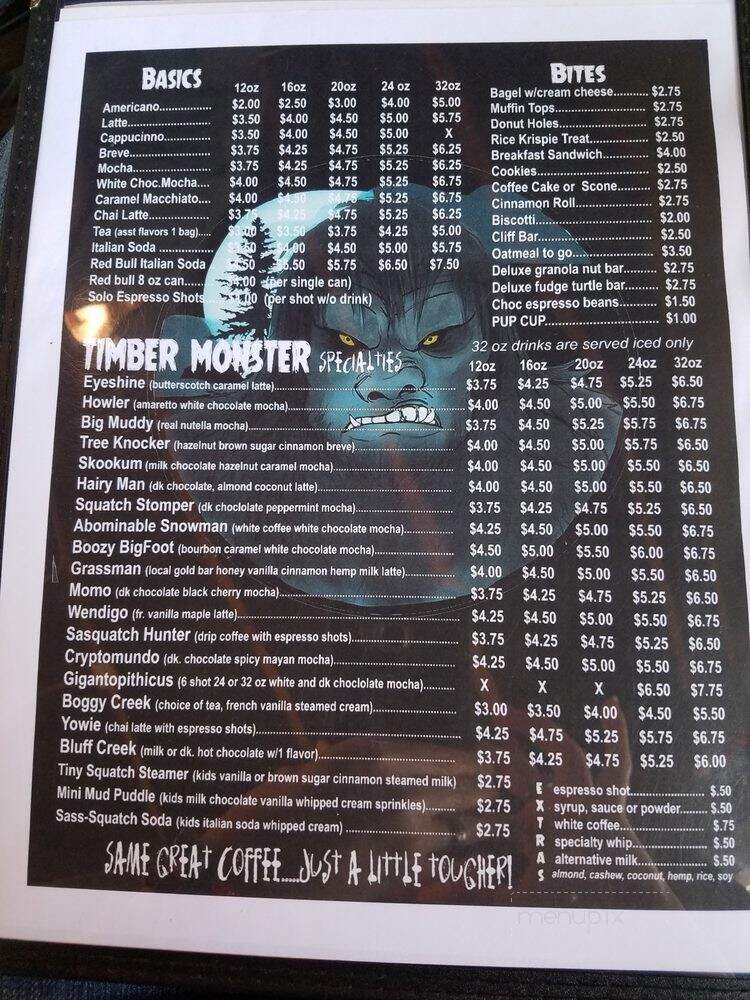 BASICS
12oz 16oz 20oz 24 oz 32oz
Americano................ $2.00 $2.50 $3.00 $4.00 $5.00
Latte......................... $3.50 $4.00 $4.50 $5.00 $5.75
Cappucinno.............. $3.50 $4.00 $4.50 $5.00 X
Breve........................ $3.75 $4.25 $4.75 $5.25 $6.25
Mocha....................... $3.75 $4.25 $4.75 $5.25 $6.25
White Choc.Mocha.... $4.00 $4.50 $4.75 $5.25 $6.75
Caramel Macchiato.... $4.00 $4.50 $4.75 $5.25 $6.75
Chai Latte.................. $3.75 $4.25 $4.75 $5.25 $6.25
Tea (asst flavors 1 bag)..... $3.00 $3.50 $3.75 $4.25 $5.00
Italian Soda ............... $3.50 $4.00 $4.50 $5.00 $5.75
Red Bull Italian Soda $5.50 $5.75 $6.50 $7.50
Red bull 8 oz can...... $4.00 (per single can)
Solo Espresso Shots.. $1.00 (per shot w/o drink)
BITES
Bagel w/cream cheese.......... $2.75
Muffin Tops........................... $2.75
Donut Holes.......................... $2.75
Rice Krispie Treat................. $2.50
Breakfast Sandwich.............. $4.00
Cookies................................ $2.50
Coffee Cake or Scone......... $2.75
Cinnamon Roll...................... $2.75
Biscotti.................................. $2.00
Cliff Bar................................. $2.50
Oatmeal to go....................... $3.50
Deluxe granola nut bar......... $2.75
Deluxe fudge turtle bar......... $2.75
Choc espresso beans........... $1.50
PUP CUP.............................. $1.00
32 oz drinks are served iced only
TIMBER MONSTER SPECIALTIES
12oz 16oz 20oz 24oz 32oz
Eyeshine (butterscotch caramel latte)........................ $3.75 $4.25 $4.75 $5.25 $6.50
Howler (amaretto white chocolate mocha)........................ $4.00 $4.50 $5.00 $5.50 $6.75
Big Muddy (real nutella mocha)........................ $3.75 $4.50 $5.25 $5.75 $6.75
Tree Knocker (hazelnut brown sugar cinnamon breve)........................ $4.00 $4.50 $5.00 $5.75 $6.50
Skookum (milk chocolate hazelnut caramel mocha)........................ $4.00 $4.50 $5.00 $5.50 $6.50
Hairy Man (dk chocolate, almond coconut latte)........................ $4.00 $4.50 $5.00 $5.50 $6.50
Squatch Stomper (dk choclolate peppermint mocha)........................ $3.75 $4.25 $4.75 $5.25 $6.50
Abominable Snowman (white coffee white chocolate mocha)............. $4.25 $4.50 $5.00 $5.50 $6.75
Boozy BigFoot (bourbon caramel white chocolate mocha)........................ $4.50 $5.00 $5.50 $6.00 $6.75
Grassman (local gold bar honey vanilla cinnamon hemp milk latte)............. $4.00 $4.50 $5.00 $5.50 $6.50
Momo (dk chocolate black cherry mocha)........................ $3.75 $4.25 $4.75 $5.25 $6.50
Wendigo (fr. vanilla maple latte)........................ $4.25 $4.50 $5.00 $5.50 $6.75
Sasquatch Hunter (drip coffee with espresso shots)........................ $3.75 $4.25 $4.75 $5.25 $6.50
Cryptomundo (dk. chocolate spicy mayan mocha)........................ $4.25 $4.50 $5.00 $5.50 $6.75
Gigantopithicus (6 shot 24 or 32 oz white and dk choclolate mocha).......... X X X $6.50 $7.75
Boggy Creek (choice of tea, french vanilla steamed cream)........................ $3.00 $3.50 $4.00 $4.50 $5.50
Yowie (chai latte with espresso shots)........................ $4.25 $4.75 $5.25 $5.75 $6.75
Bluff Creek (milk or dk. hot chocolate w/1 flavor)........................ $3.75 $4.25 $4.75 $5.25 $6.00
Tiny Squatch Steamer (kids vanilla or brown sugar cinnamon steamed milk) $2.75
Mini Mud Puddle (kids milk chocolate vanilla whipped cream sprinkles)......... $2.75
Sass-Squatch Soda (kids italian soda whipped cream) ........................ $2.75
EXTRAS
espresso shot..................... $.50
syrup, sauce or powder....... $.50
white coffee........................ $.75
specialty whip..................... $.50
alternative milk.................... $.50
almond, cashew, coconut, hemp, rice, soy
SAME GREAT COFFEE.....JUST A LITTLE TOUGHER!
menupix